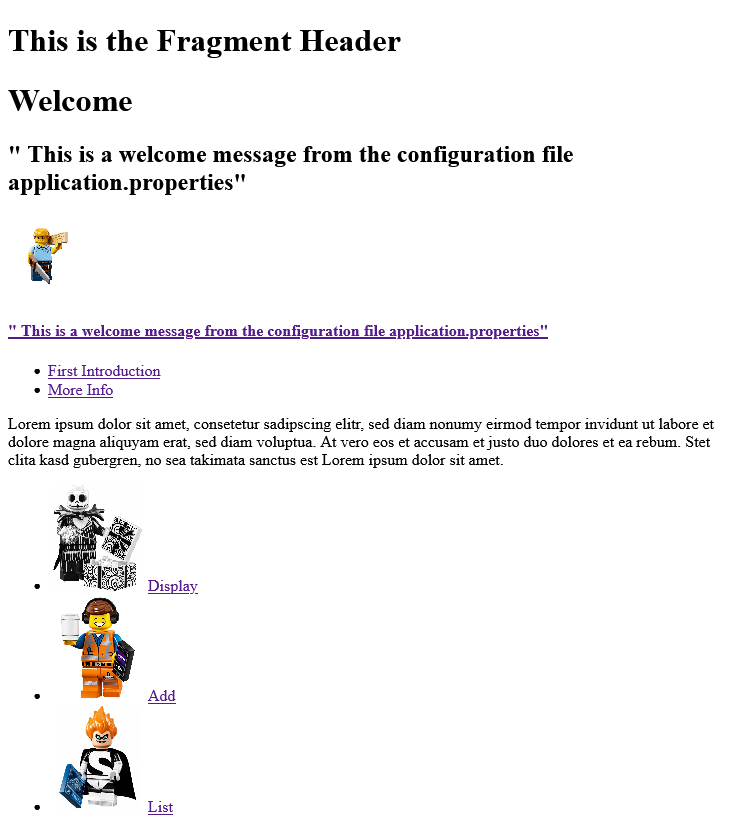 This is the Fragment Header
Welcome
" This is a welcome message from the configuration file
application.properties"
" This is a welcome message from the configuration file application.properties"
First Introduction
More Info
Lorem ipsum dolor sit amet, consetetur sadipscing elitr, sed diam nonumy eirmod tempor invidunt ut labore et
dolore magna aliquyam erat, sed diam voluptua. At vero eos et accusam et justo duo dolores et ea rebum. Stet
clita kasd gubergren, no sea takimata sanctus est Lorem ipsum dolor sit amet.
Display
Add
List